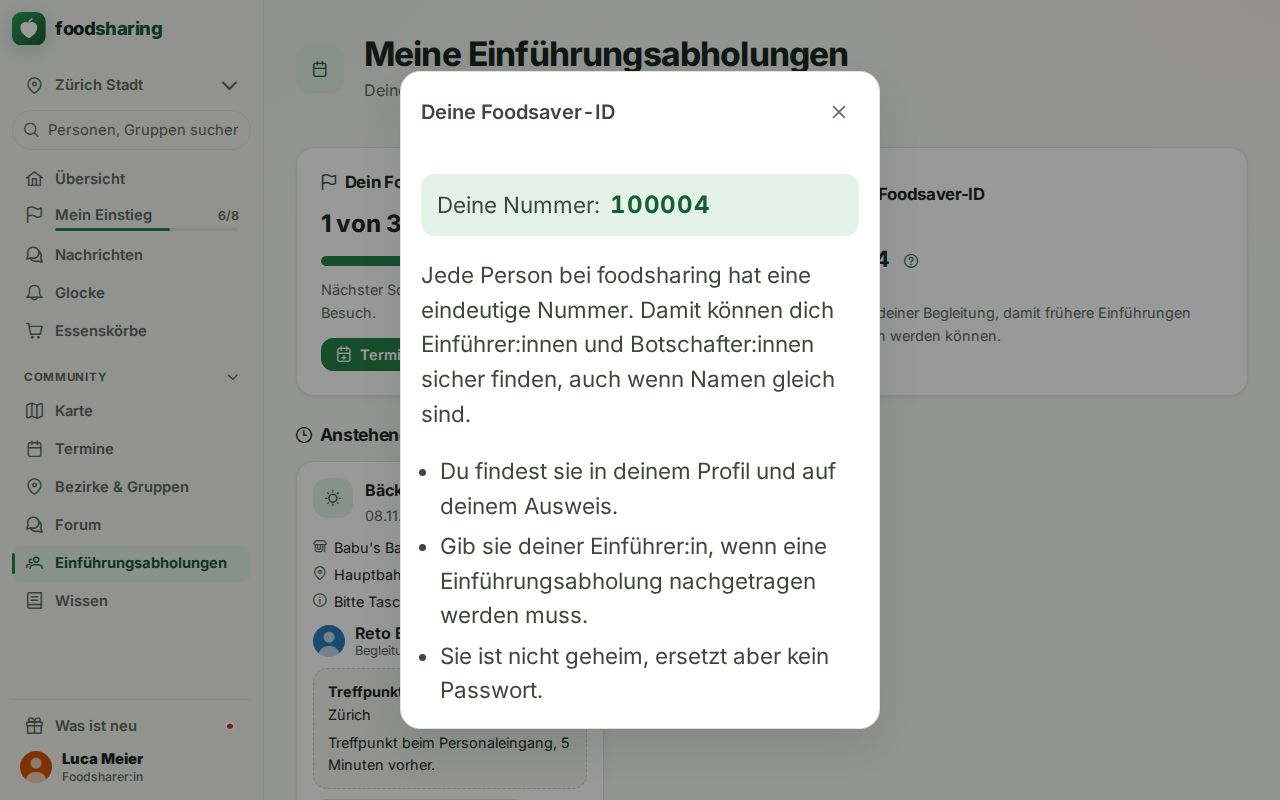 foodsharing
Zürich Stadt
Personen, Gruppen sucher
Übersicht
Mein Einstieg 6/8
Nachrichten
Glocke
Essenskörbe
COMMUNITY
Karte
Termine
Bezirke & Gruppen
Forum
Einführungsabholungen
Wissen
Was ist neu
Luca Meier
Foodsharer:in
Meine Einführungsabholungen
Dein Fo
1 von 3
Nächster
Besuch.
Foodsaver-ID
4
deiner Begleitung, damit frühere Einführungen
werden können.
Bäck
08.11.
Babu's Ba
Hauptbah
Bitte Tasc
Reto
Treffpunkt
Zürich
Treffpunkt beim Personaleingang, 5
Minuten vorher.
Deine Foodsaver-ID
Deine Nummer: 100004
Jede Person bei foodsharing hat eine
eindeutige Nummer. Damit können dich
Einführer:innen und Botschafter:innen
sicher finden, auch wenn Namen gleich
sind.
• Du findest sie in deinem Profil und auf
deinem Ausweis.
• Gib sie deiner Einführer:in, wenn eine
Einführungsabholung nachgetragen
werden muss.
• Sie ist nicht geheim, ersetzt aber kein
Passwort.